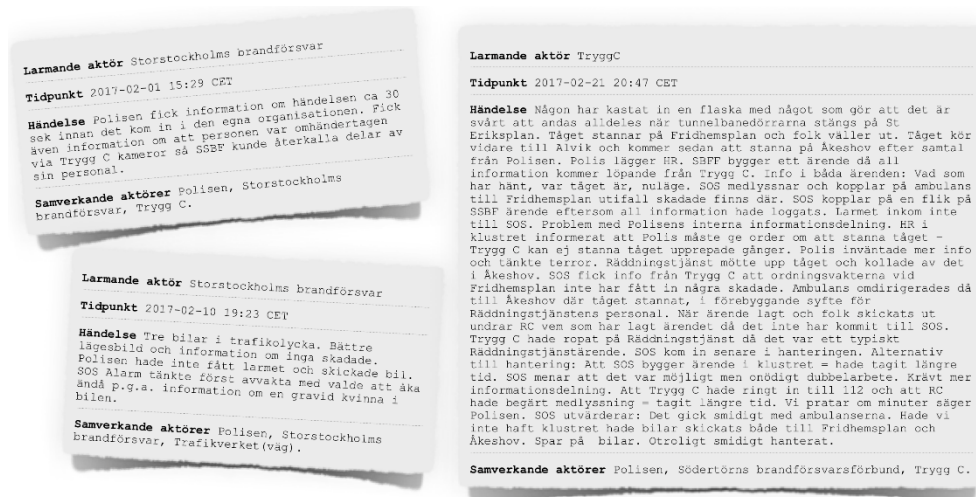 Larmande aktör Storstockholms brandförsvar
Tidpunkt 2017-02-01 15:29 CET
Händelse Polisen fick information om händelsen ca 30
sek innan det kom in i den egna organisationen. Fick
även information om att personen var omhändertagen
via Trygg C kameror så SSBF kunde återkalla delar av
sin personal.
Samverkande aktörer Polisen, Storstockholms
brandförsvar, Trygg C.
Larmande aktör Storstockholms brandförsvar
Tidpunkt 2017-02-10 19:23 CET
Händelse Tre bilar i trafikolycka. Bättre
lägesbild och information om inga skadade.
Polisen hade inte fått larmet och skickade bil.
SOS Alarm tänkte först avvakta med valde att åka
ändå p.g.a. information om en gravid kvinna i
bilen.
Samverkande aktörer Polisen, Storstockholms
brandförsvar, Trafikverket(väg).
Larmande aktör TryggC
Tidpunkt 2017-02-21 20:47 CET
Händelse Någon har kastat in en flaska med något som gör att det är
svårt att andas alldeles när tunnelbanedörrarna stängs på St
Eriksplan. Tåget stannar på Fridhemsplan och folk väller ut. Tåget kör
vidare till Alvik och kommer sedan att stanna på Åkeshov efter samtal
från Polisen. Polis lägger HR. SBFF bygger ett ärende då all
information kommer löpande från Trygg C. Info i båda ärenden: Vad som
har hänt, var tåget är, nuläge. SOS medlyssnar och kopplar på ambulans
till Fridhemsplan utifall skadade finns där. SOS kopplar på en flik på
SSBF ärende eftersom all information hade loggats. Larmet inkom inte
till SOS. Problem med Polisens interna informationsdelning. HR i
klustret informerat att Polis måste ge order om att stanna tåget –
Trygg C kan ej stanna tåget upprepade gånger. Polis inväntade mer info
och tänkte terror. Räddningstjänst mötte upp tåget och kollade av det
i Åkeshov. SOS fick info från Trygg C att ordningsvakterna vid
Fridhemsplan inte har fått in några skadade. Ambulans omdirigerades då
till Åkeshov där tåget stannat, i förebyggande syfte för
Räddningstjänstens personal. När ärende lagt och folk skickats ut
undrar RC vem som har lagt ärendet då det inte har kommit till SOS.
Trygg C hade ropat på Räddningstjänst då det var ett typiskt
Räddningstjänstärende. SOS kom in senare i hanteringen. Alternativ
till hantering: Att SOS bygger ärende i klustret = hade tagit längre
tid. SOS menar att det var möjligt men onödigt dubbelarbete. Krävt mer
informationsdelning. Att Trygg C hade ringt in till 112 och att RC
hade begärt medlyssning = tagit längre tid. Vi pratar om minuter säger
Polisen. SOS utvärderar: Det gick smidigt med ambulanserna. Hade vi
inte haft klustret hade bilar skickats både till Fridhemsplan och
Åkeshov. Spar på  bilar. Otroligt smidigt hanterat.
Samverkande aktörer Polisen, Södertörns brandförsvarsförbund, Trygg C.